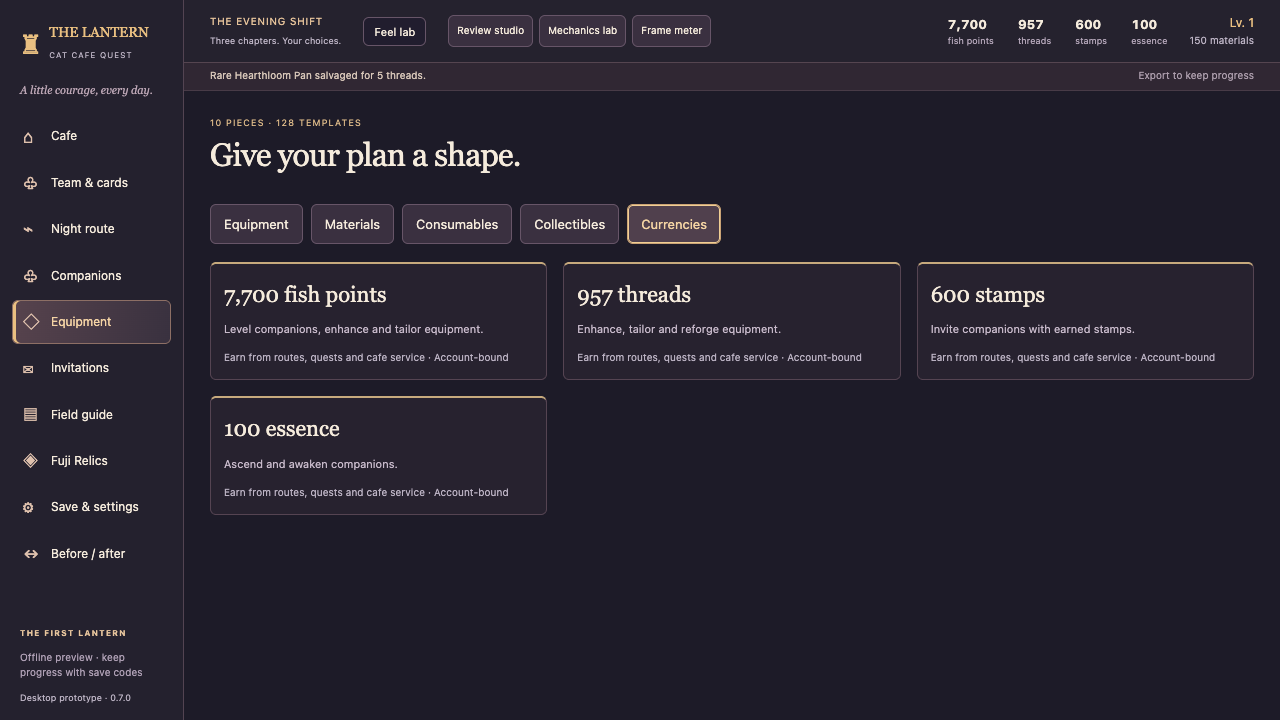 THE LANTERN
CAT CAFE QUEST
A little courage, every day.
Cafe
Team & cards
Night route
Companions
Equipment
Invitations
Field guide
Fuji Relics
Save & settings
Before / after
THE FIRST LANTERN
Offline preview · keep
progress with save codes
Desktop prototype · 0.7.0
THE EVENING SHIFT
Three chapters. Your choices.
Feel lab
Review studio
Mechanics lab
Frame meter
7,700
fish points
957
threads
600
stamps
100
essence
Lv. 1
150 materials
Rare Hearthloom Pan salvaged for 5 threads.
Export to keep progress
10 PIECES · 128 TEMPLATES
Give your plan a shape.
Equipment
Materials
Consumables
Collectibles
Currencies
7,700 fish points
Level companions, enhance and tailor equipment.
Earn from routes, quests and cafe service · Account-bound
957 threads
Enhance, tailor and reforge equipment.
Earn from routes, quests and cafe service · Account-bound
600 stamps
Invite companions with earned stamps.
Earn from routes, quests and cafe service · Account-bound
100 essence
Ascend and awaken companions.
Earn from routes, quests and cafe service · Account-bound